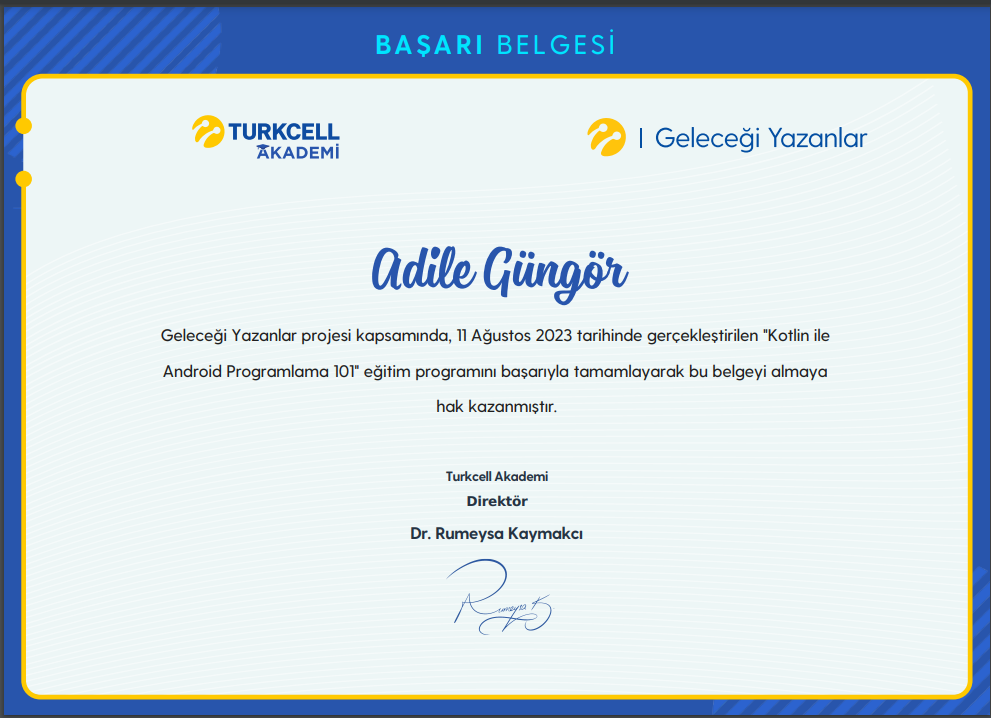 BAŞARI BELGESİ
TURKCELL
AKADEMİ
| Geleceği Yazanlar
Adile Güngör
Geleceği Yazanlar projesi kapsamında, 11 Ağustos 2023 tarihinde gerçekleştirilen "Kotlin ile
Android Programlama 101" eğitim programını başarıyla tamamlayarak bu belgeyi almaya
hak kazanmıştır.
Turkcell Akademi
Direktör
Dr. Rumeysa Kaymakcı
Rumeysa K